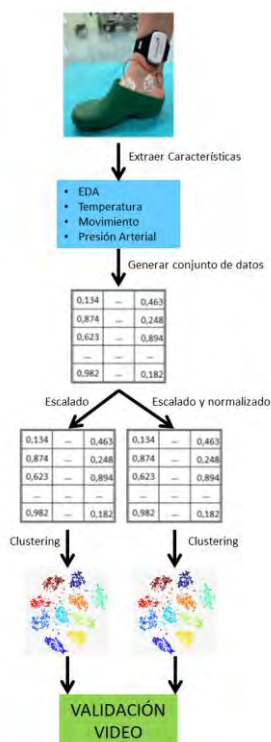 Extraer Características
• EDA
• Temperatura
• Movimiento
• Presión Arterial
Generar conjunto de datos
0,134 ... 0,463
0,874 ... 0,248
0,623 ... 0,894
... ...
0,982 ... 0,182
Escalado
Escalado y normalizado
0,134 ... 0,463
0,874 ... 0,248
0,623 ... 0,894
... ...
0,982 ... 0,182
0,134 ... 0,463
0,874 ... 0,248
0,623 ... 0,894
... ...
0,982 ... 0,182
Clustering
Clustering
VALIDACIÓN
VIDEO